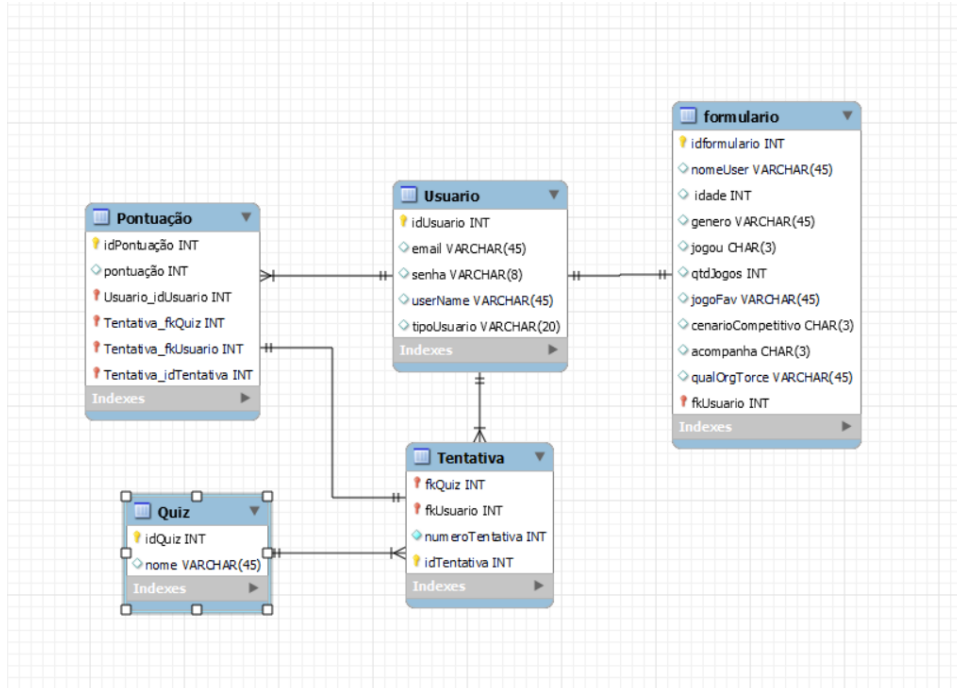 formulario
idformulario INT
nomeUser VARCHAR(45)
idade INT
genero VARCHAR(45)
jogou CHAR(3)
qtdJogos INT
jogoFav VARCHAR(45)
cenarioCompetitivo CHAR(3)
acompanha CHAR(3)
qualOrgTorce VARCHAR(45)
fkUsuario INT
Indexes
Usuario
idUsuario INT
email VARCHAR(45)
senha VARCHAR(8)
userName VARCHAR(45)
tipoUsuario VARCHAR(20)
Indexes
Pontuação
idPontuação INT
pontuação INT
Usuario_idUsuario INT
Tentativa_fkQuiz INT
Tentativa_fkUsuario INT
Tentativa_idTentativa INT
Indexes
Tentativa
fkQuiz INT
fkUsuario INT
numeroTentativa INT
idTentativa INT
Indexes
Quiz
idQuiz INT
nome VARCHAR(45)
Indexes